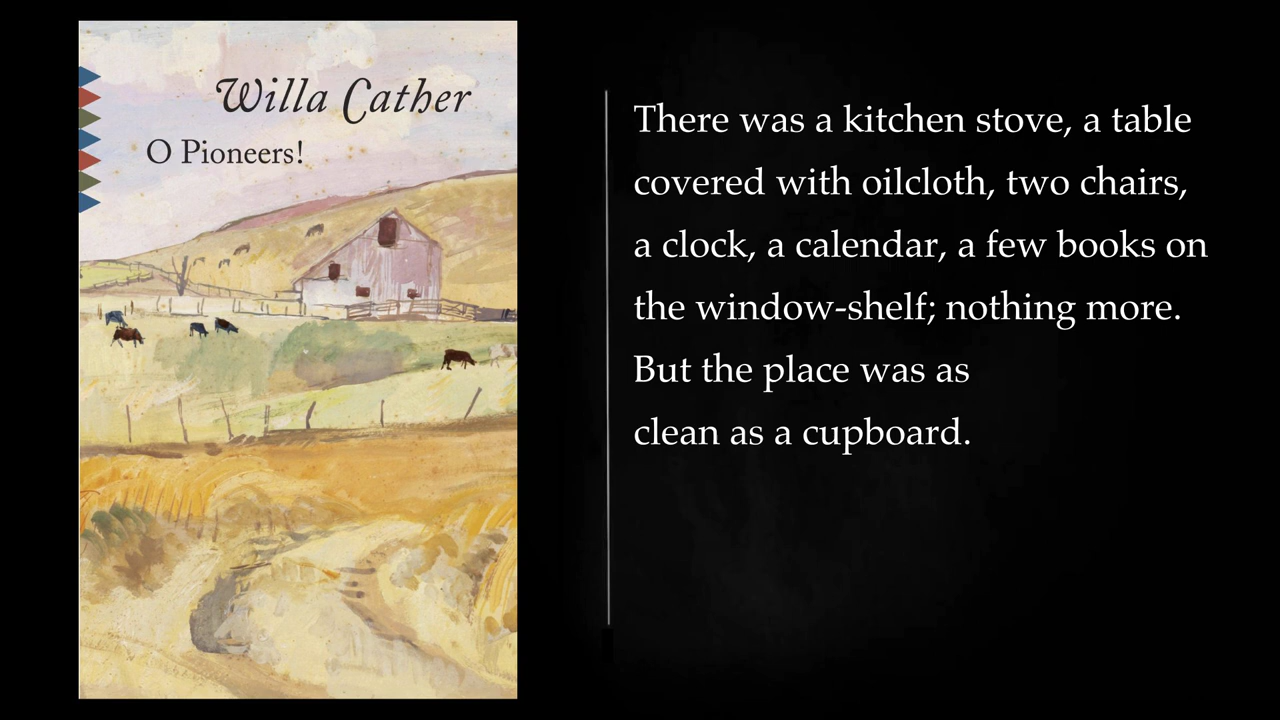 Willa Cather
O Pioneers!
There was a kitchen stove, a table
covered with oilcloth, two chairs,
a clock, a calendar, a few books on
the window-shelf; nothing more.
But the place was as
clean as a cupboard.